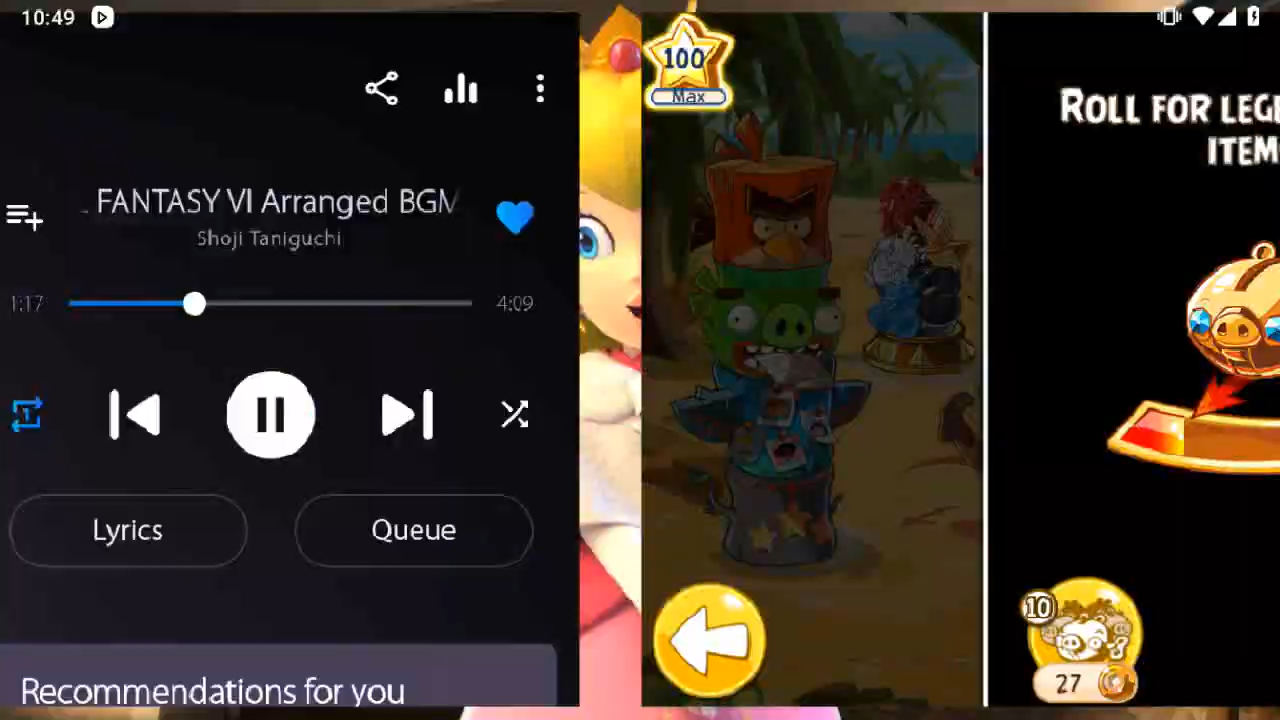 10:49
FANTASY VI Arranged BGM
Shoji Taniguchi
1:17
4:09
Lyrics
Queue
Recommendations for you
100
Max
ROLL FOR LEGE
ITEM
10
27